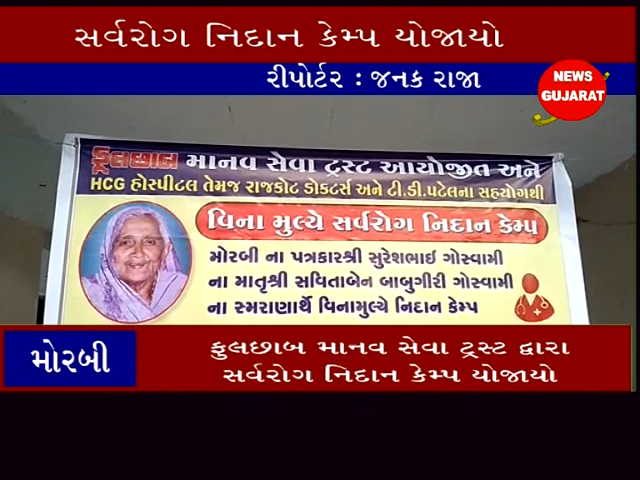 સર્વરોગ નિદાન કેમ્પ યોજાયો
રીપોર્ટર : જનક રાજા
NEWS
GUJARAT
ફૂલછાબ માનવ સેવા ટ્રસ્ટ આયોજીત અને
HCG હોસ્પીટલ તેમજ રાજકોટ ડોકટર્સ અને ટી.ડી.પટેલના સહયોગથી
વિના મુલ્યે સર્વરોગ નિદાન કેમ્પ
મોરબી ના પત્રકારશ્રી સુરેશભાઈ ગોસ્વામી
ના માતૃશ્રી સવિતાબેન બાબુગીરી ગોસ્વામી
ના સ્મરાણાર્થે વિનામુલ્યે નિદાન કેમ્પ
મોરબી
ફુલછાબ માનવ સેવા ટ્રસ્ટ દ્વારા
સર્વરોગ નિદાન કેમ્પ યોજાયો